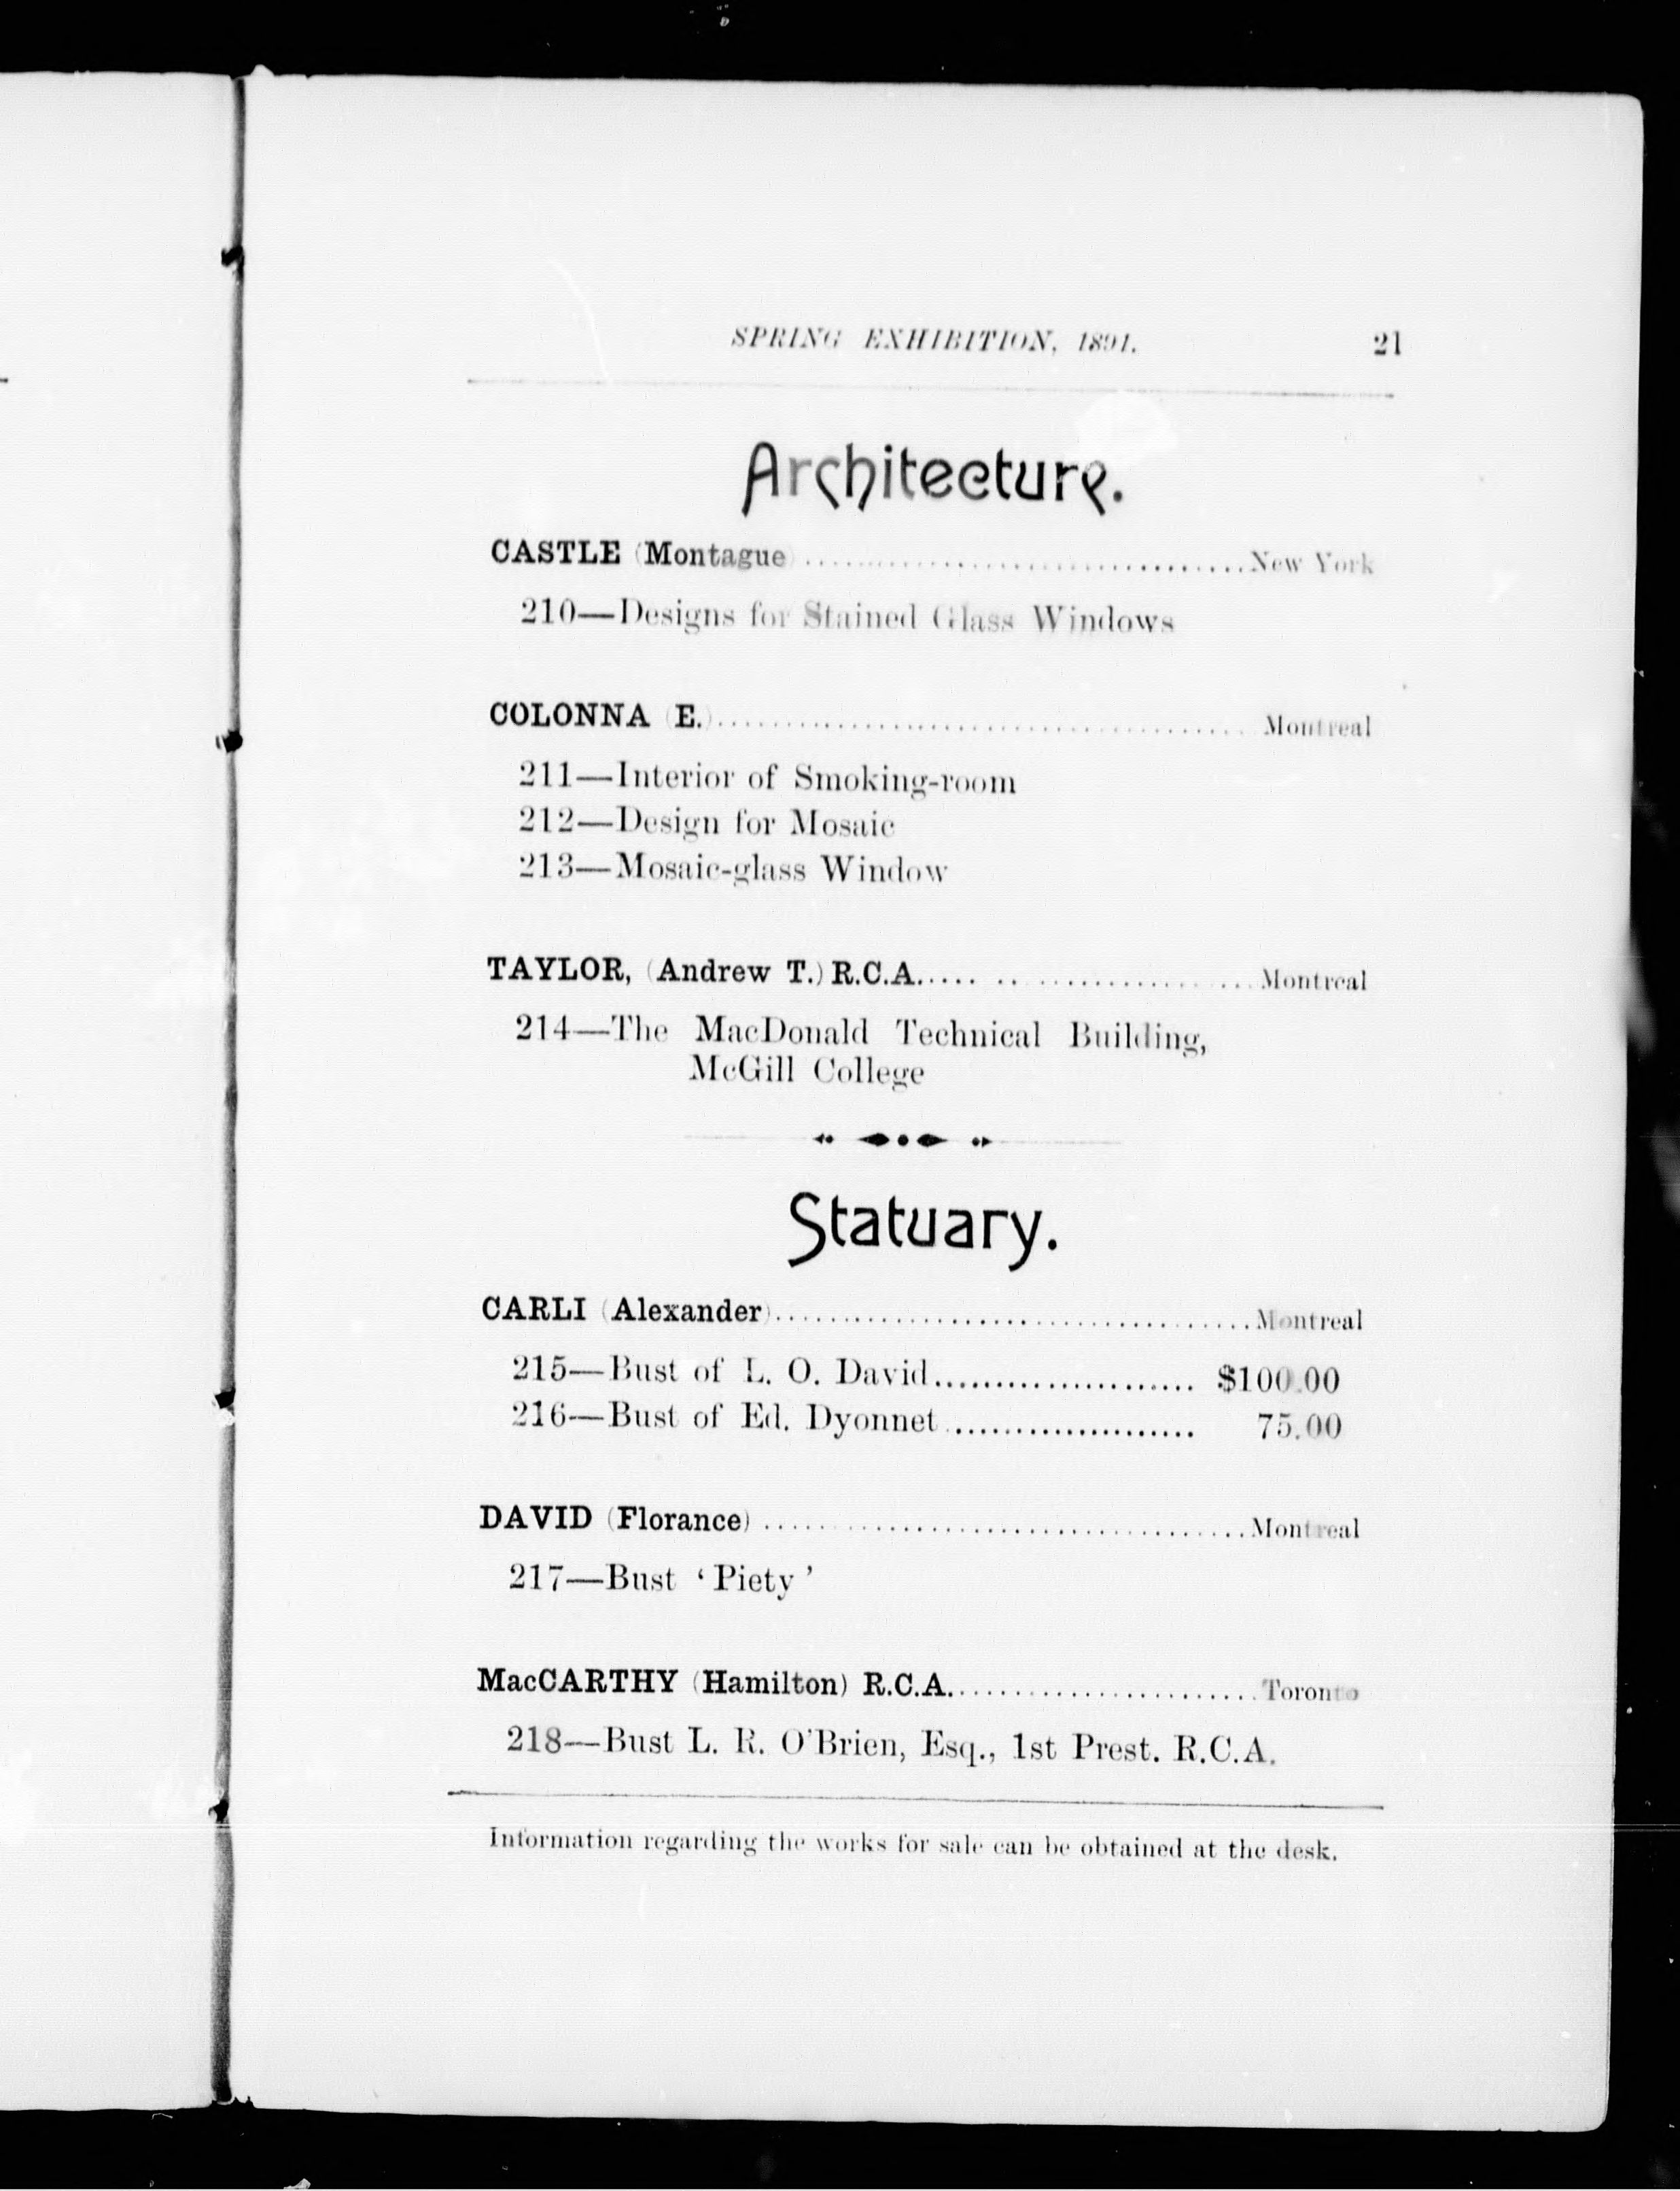 SPRING EXHIBITION, 1891. 21
Architecture.
CASTLE (Montague) ........................................New York
210—Designs for Stained Glass Windows
COLONNA (E.)........................................ Montreal
211—Interior of Smoking-room
212—Design for Mosaic
213—Mosaic-glass Window
TAYLOR, (Andrew T.) R.C.A..... .. ....................Montreal
214—The MacDonald Technical Building,
McGill College
Statuary.
CARLI (Alexander)........................................Montreal
215—Bust of L. O. David...................... $100.00
216—Bust of Ed. Dyonnet ..................... 75.00
DAVID (Florance) ........................................Montreal
217—Bust ‘Piety’
MacCARTHY (Hamilton) R.C.A.........................Toronto
218—Bust L. R. O'Brien, Esq., 1st Prest. R.C.A.
Information regarding the works for sale can be obtained at the desk.